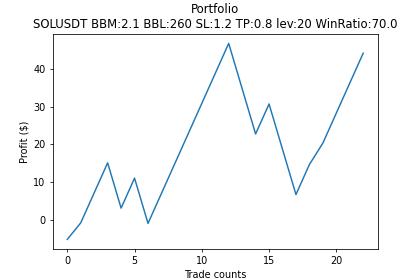 Portfolio
SOLUSDT BBM:2.1 BBL:260 SL:1.2 TP:0.8 lev:20 WinRatio:70.0
40
30
20
10
0
Profit ($)
0 5 10 15 20
Trade counts